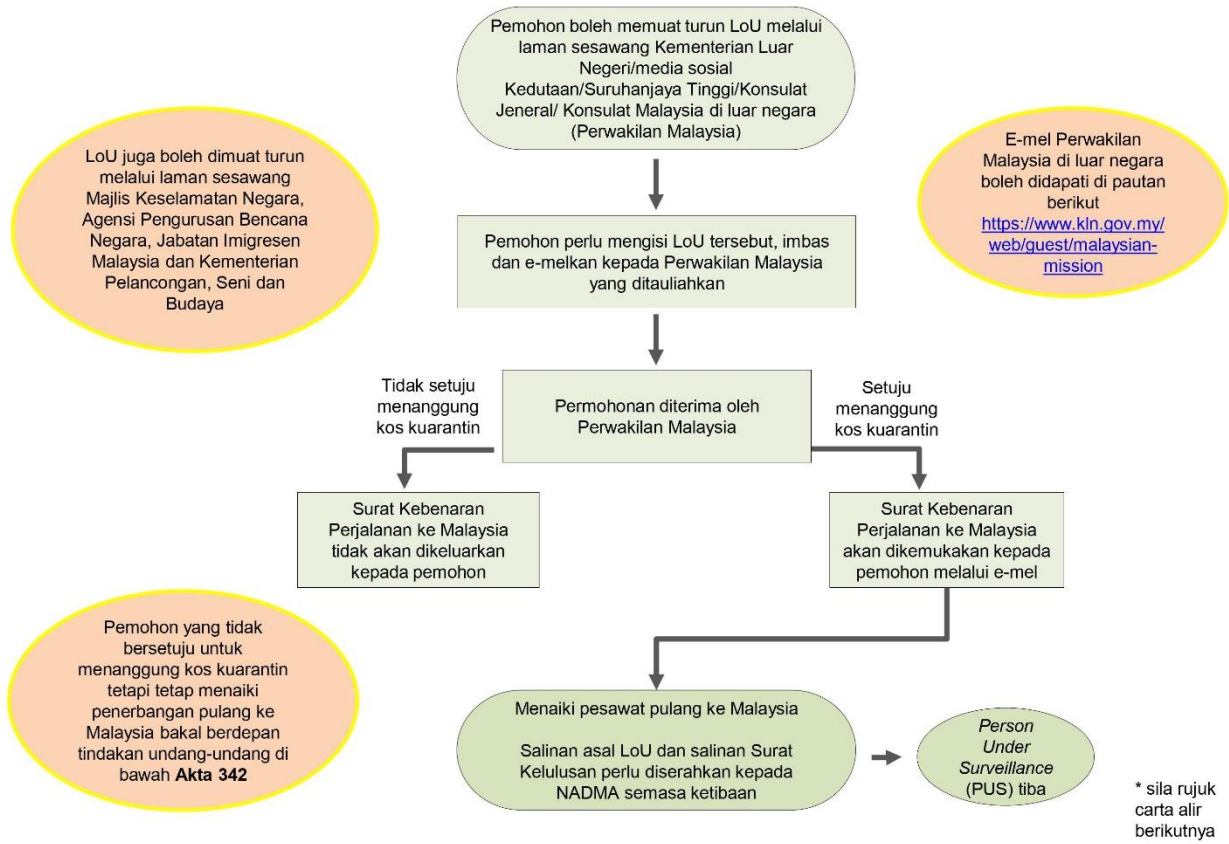 Pemohon boleh memuat turun LoU melalui
laman sesawang Kementerian Luar
Negeri/media sosial
Kedutaan/Suruhanjaya Tinggi/Konsulat
Jeneral/ Konsulat Malaysia di luar negara
(Perwakilan Malaysia)
LoU juga boleh dimuat turun
melalui laman sesawang
Majlis Keselamatan Negara,
Agensi Pengurusan Bencana
Negara, Jabatan Imigresen
Malaysia dan Kementerian
Pelancongan, Seni dan
Budaya
E-mel Perwakilan
Malaysia di luar negara
boleh didapati di pautan
berikut
https://www.kln.gov.my/
web/guest/malaysian-
mission
Pemohon perlu mengisi LoU tersebut, imbas
dan e-melkan kepada Perwakilan Malaysia
yang ditauliahkan
Tidak setuju
menanggung
kos kuarantin
Permohonan diterima oleh
Perwakilan Malaysia
Setuju
menanggung
kos kuarantin
Surat Kebenaran
Perjalanan ke Malaysia
tidak akan dikeluarkan
kepada pemohon
Surat Kebenaran
Perjalanan ke Malaysia
akan dikemukakan kepada
pemohon melalui e-mel
Pemohon yang tidak
bersetuju untuk
menanggung kos kuarantin
tetapi tetap menaiki
penerbangan pulang ke
Malaysia bakal berdepan
tindakan undang-undang di
bawah Akta 342
Menaiki pesawat pulang ke Malaysia
Salinan asal LoU dan salinan Surat
Kelulusan perlu diserahkan kepada
NADMA semasa ketibaan
Person
Under
Surveillance
(PUS) tiba
* sila rujuk
carta alir
berikutnya